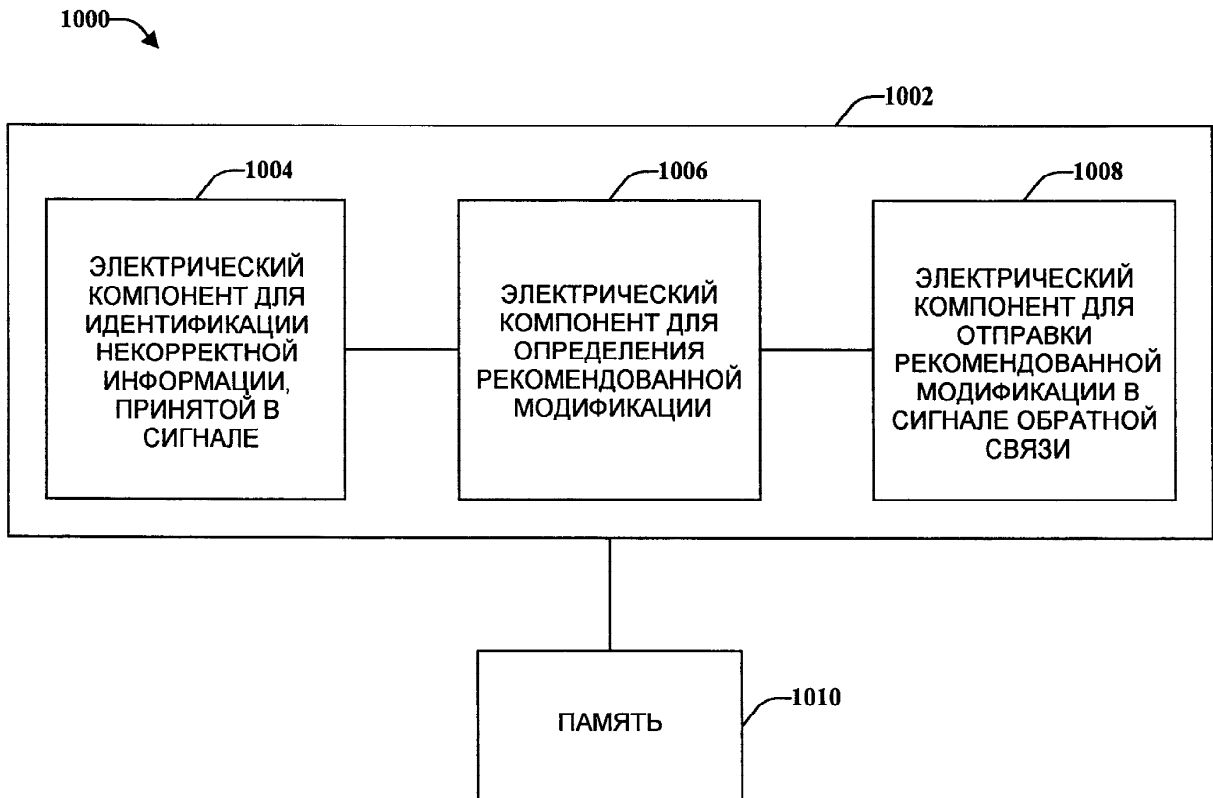 1000
1002
1004
ЭЛЕКТРИЧЕСКИЙ
КОМПОНЕНТ ДЛЯ
ИДЕНТИФИКАЦИИ
НЕКОРРЕКТНОЙ
ИНФОРМАЦИИ,
ПРИНЯТОЙ В
СИГНАЛЕ
1006
ЭЛЕКТРИЧЕСКИЙ
КОМПОНЕНТ ДЛЯ
ОПРЕДЕЛЕНИЯ
РЕКОМЕНДОВАННОЙ
МОДИФИКАЦИИ
1008
ЭЛЕКТРИЧЕСКИЙ
КОМПОНЕНТ ДЛЯ
ОТПРАВКИ
РЕКОМЕНДОВАННОЙ
МОДИФИКАЦИИ В
СИГНАЛЕ ОБРАТНОЙ
СВЯЗИ
1010
ПАМЯТЬ